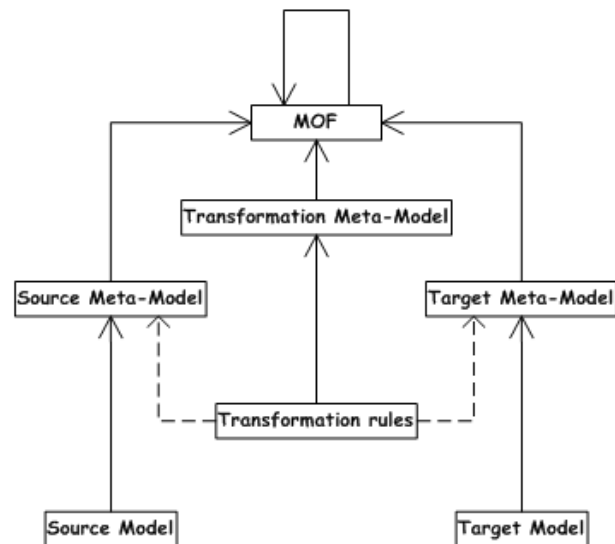 MOF
Transformation Meta-Model
Source Meta-Model
Target Meta-Model
Transformation rules
Source Model
Target Model